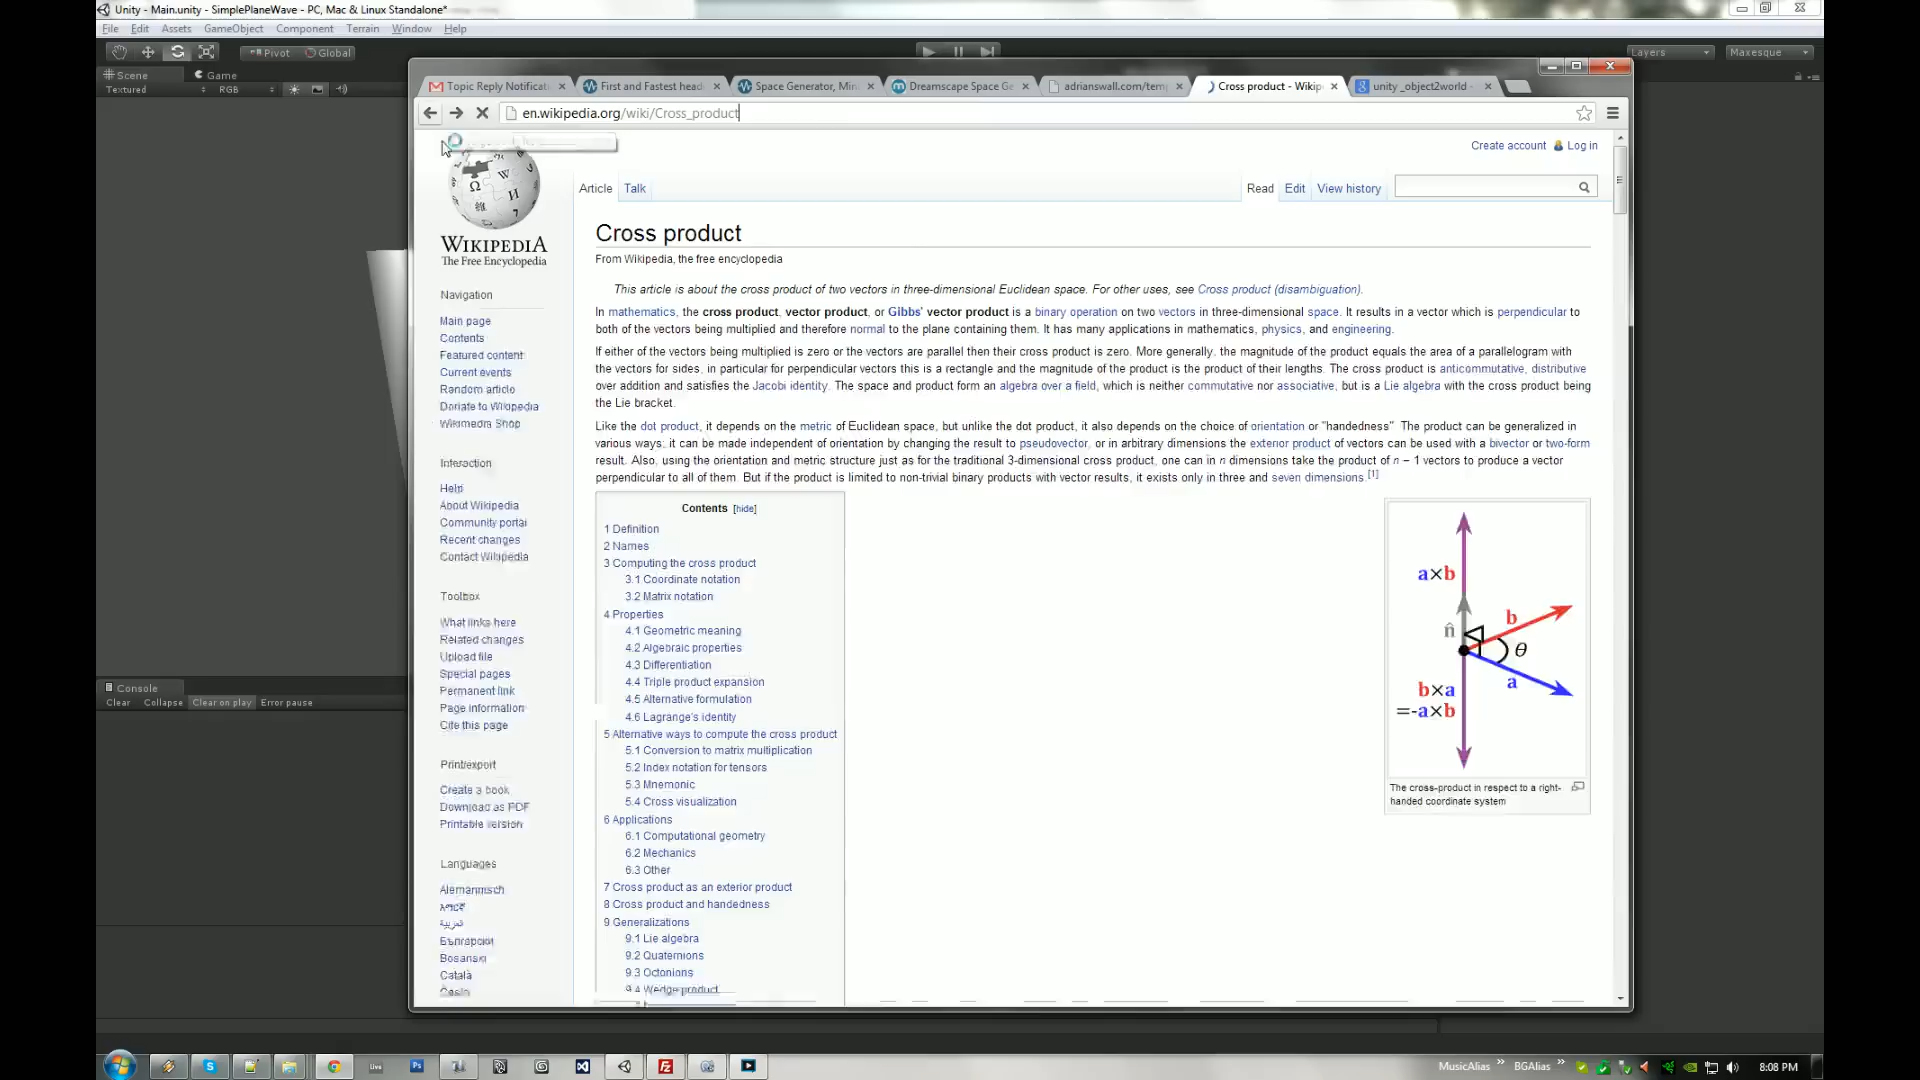 Unity - Main.unity - SimplePlaneWave - PC, Mac & Linux Standalone*
File Edit Assets GameObject Component Terrain Window Help
Pivot Global Layers Maxesque
Scene Game
Textured RGB
Topic Reply Notificat First and Fastest head Space Generator, Min Dreamscape Space Ge adrianswall.com/tem Cross product - Wikip unity _object2world -
en.wikipedia.org/wiki/Cross_product
Create account Log in
Article Talk Read Edit View history
WIKIPEDIA
The Free Encyclopedia
Navigation
Main page
Contents
Featured content
Current events
Random article
Donate to Wikipedia
Wikimedia Shop
Interaction
Help
About Wikipedia
Community portal
Recent changes
Contact Wikipedia
Toolbox
What links here
Related changes
Upload file
Special pages
Permanent link
Page information
Cite this page
Print/export
Create a book
Download as PDF
Printable version
Languages
Alemannisch
አማርኛ
العربية
Български
Bosanski
Català
Česky
Cross product
From Wikipedia, the free encyclopedia
This article is about the cross product of two vectors in three-dimensional Euclidean space. For other uses, see Cross product (disambiguation).
In mathematics, the cross product, vector product, or Gibbs' vector product is a binary operation on two vectors in three-dimensional space. It results in a vector which is perpendicular to
both of the vectors being multiplied and therefore normal to the plane containing them. It has many applications in mathematics, physics, and engineering.
If either of the vectors being multiplied is zero or the vectors are parallel then their cross product is zero. More generally, the magnitude of the product equals the area of a parallelogram with
the vectors for sides, in particular for perpendicular vectors this is a rectangle and the magnitude of the product is the product of their lengths. The cross product is anticommutative, distributive
over addition and satisfies the Jacobi identity. The space and product form an algebra over a field, which is neither commutative nor associative, but is a Lie algebra with the cross product being
the Lie bracket.
Like the dot product, it depends on the metric of Euclidean space, but unlike the dot product, it also depends on the choice of orientation or "handedness" The product can be generalized in
various ways; it can be made independent of orientation by changing the result to pseudovector, or in arbitrary dimensions the exterior product of vectors can be used with a bivector or two-form
result. Also, using the orientation and metric structure just as for the traditional 3-dimensional cross product, one can in n dimensions take the product of n − 1 vectors to produce a vector
perpendicular to all of them. But if the product is limited to non-trivial binary products with vector results, it exists only in three and seven dimensions.[1]
Contents [hide]
1 Definition
2 Names
3 Computing the cross product
3.1 Coordinate notation
3.2 Matrix notation
4 Properties
4.1 Geometric meaning
4.2 Algebraic properties
4.3 Differentiation
4.4 Triple product expansion
4.5 Alternative formulation
4.6 Lagrange's identity
5 Alternative ways to compute the cross product
5.1 Conversion to matrix multiplication
5.2 Index notation for tensors
5.3 Mnemonic
5.4 Cross visualization
6 Applications
6.1 Computational geometry
6.2 Mechanics
6.3 Other
7 Cross product as an exterior product
8 Cross product and handedness
9 Generalizations
9.1 Lie algebra
9.2 Quaternions
9.3 Octonions
9.4 Wedge product
a×b
b
n̂
θ
a
b×a
=-a×b
The cross-product in respect to a right-
handed coordinate system
Console
Clear Collapse Clear on play Error pause
MusicAlias BGAlias 8:08 PM